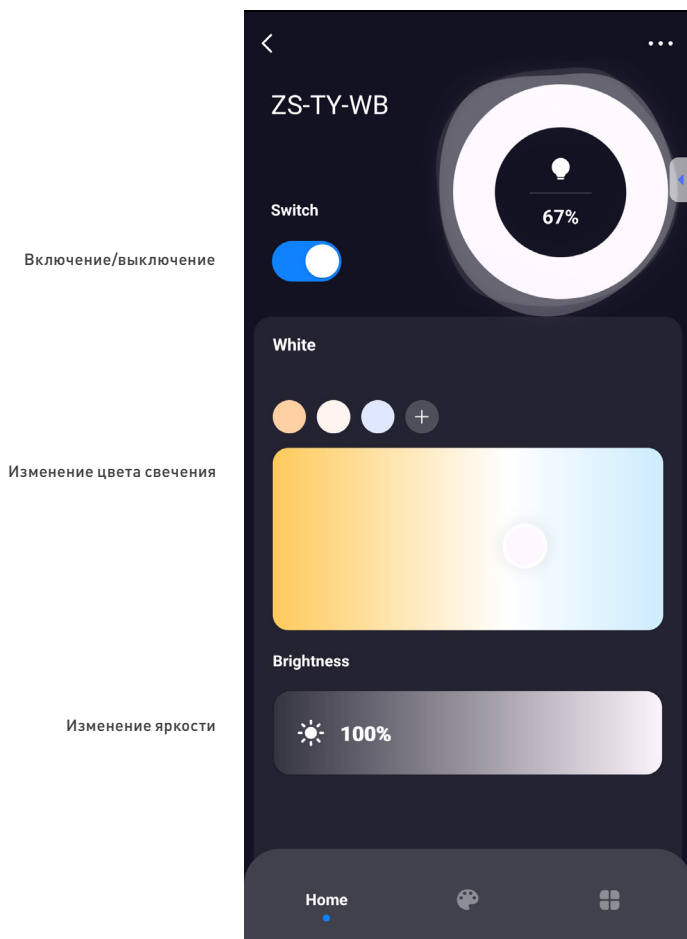 ZS-TY-WB
67%
Switch
Включение/выключение
White
Изменение цвета свечения
Brightness
Изменение яркости
100%
Home